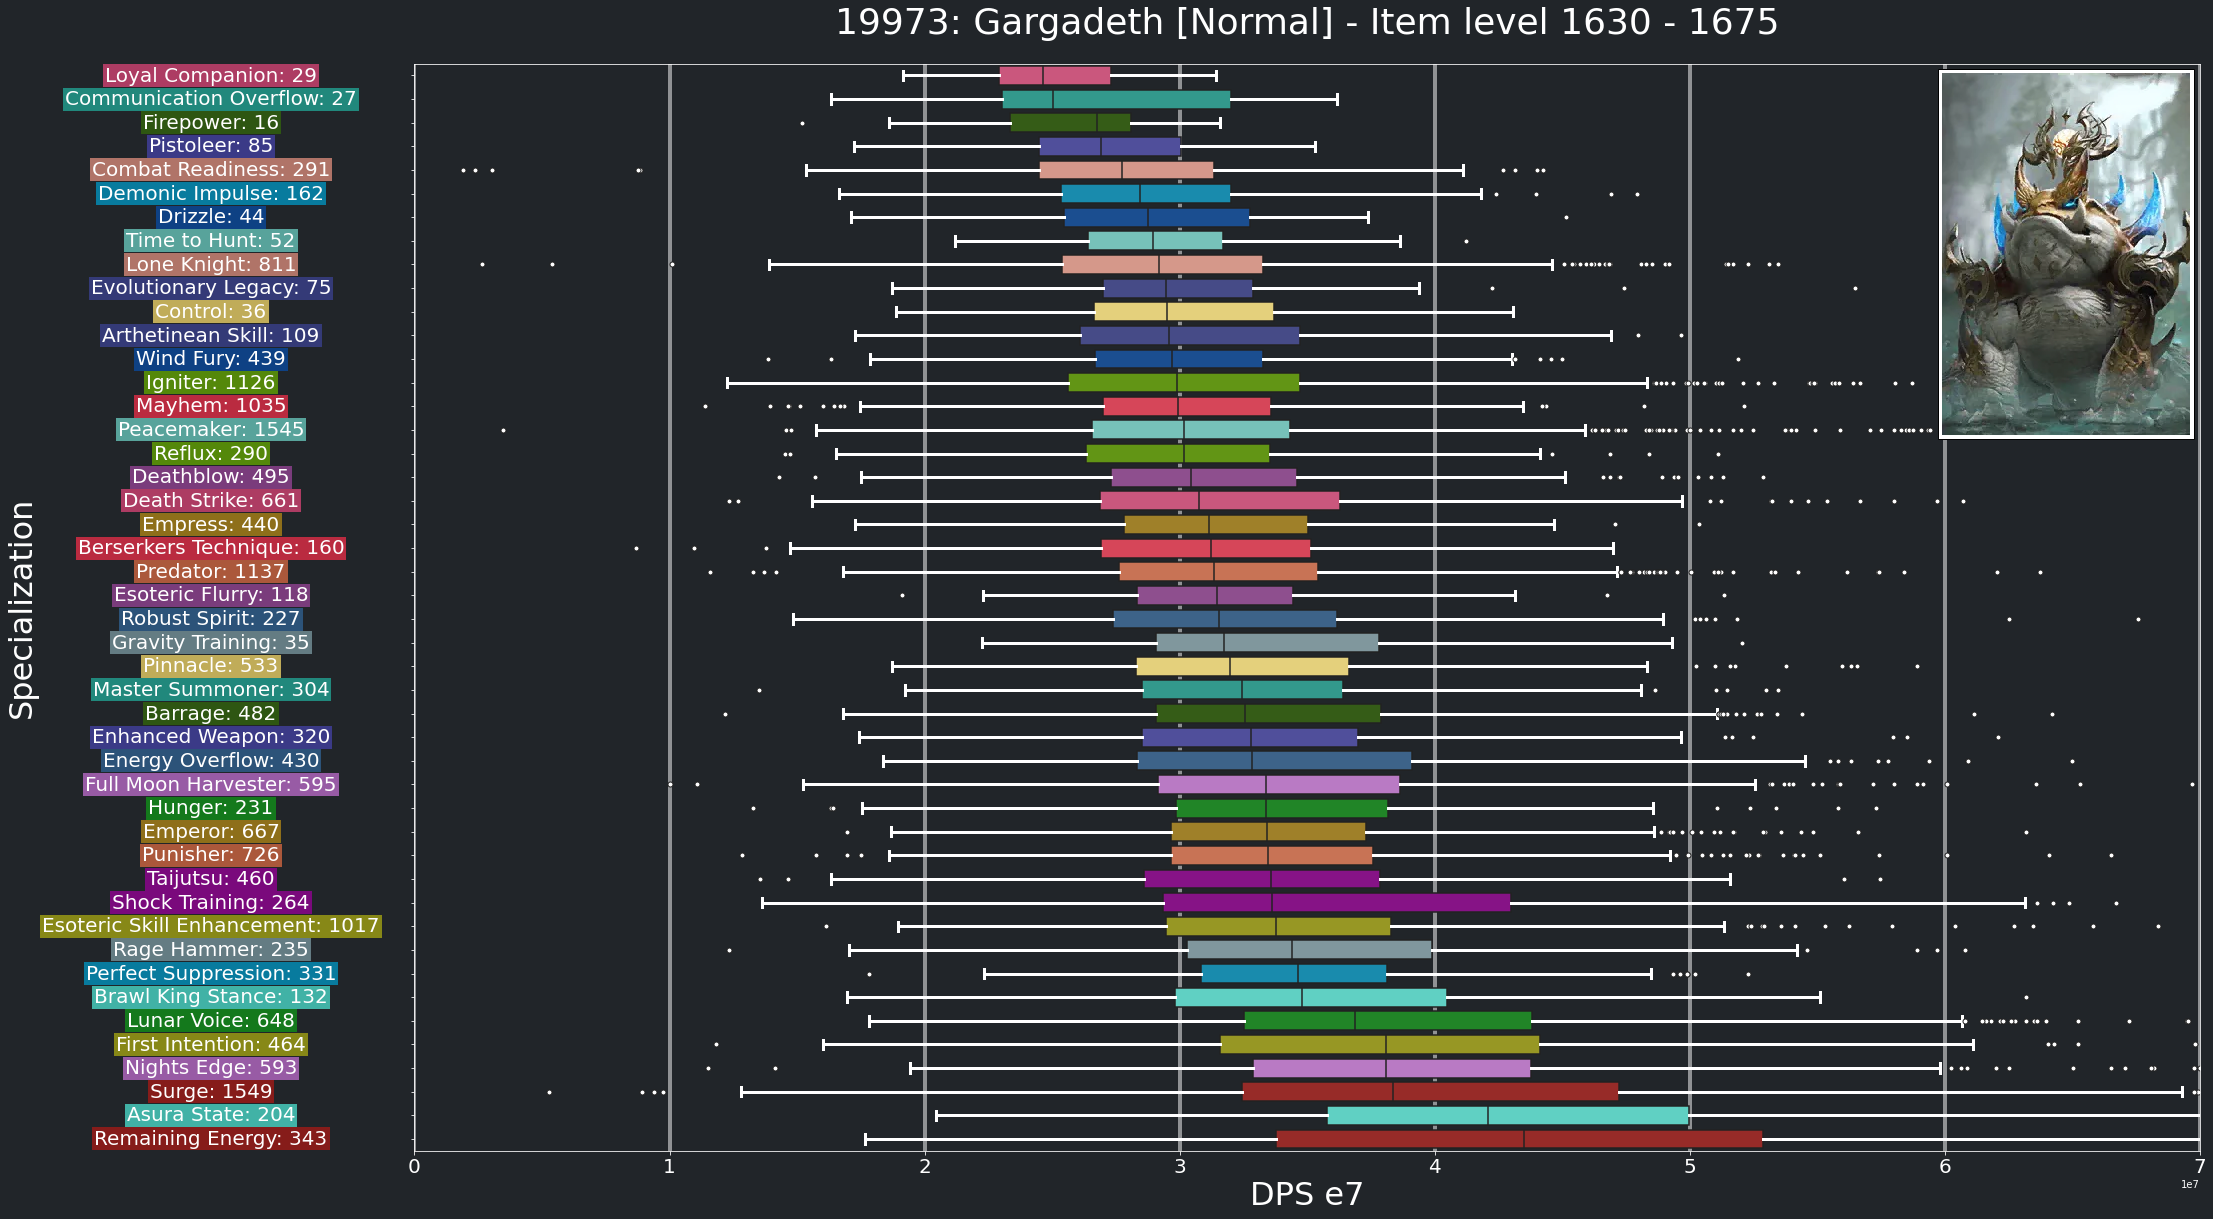 19973: Gargadeth [Normal] - Item level 1630 - 1675
Loyal Companion: 29
Communication Overflow: 27
Firepower: 16
Pistoleer: 85
Combat Readiness: 291
Demonic Impulse: 162
Drizzle: 44
Time to Hunt: 52
Lone Knight: 811
Evolutionary Legacy: 75
Control: 36
Arthetinean Skill: 109
Wind Fury: 439
Igniter: 1126
Mayhem: 1035
Peacemaker: 1545
Reflux: 290
Deathblow: 495
Death Strike: 661
Empress: 440
Berserkers Technique: 160
Predator: 1137
Esoteric Flurry: 118
Robust Spirit: 227
Gravity Training: 35
Pinnacle: 533
Master Summoner: 304
Barrage: 482
Enhanced Weapon: 320
Energy Overflow: 430
Full Moon Harvester: 595
Hunger: 231
Emperor: 667
Punisher: 726
Taijutsu: 460
Shock Training: 264
Esoteric Skill Enhancement: 1017
Rage Hammer: 235
Perfect Suppression: 331
Brawl King Stance: 132
Lunar Voice: 648
First Intention: 464
Nights Edge: 593
Surge: 1549
Asura State: 204
Remaining Energy: 343
Specialization
0 1 2 3 4 5 6 7
1e7
DPS e7